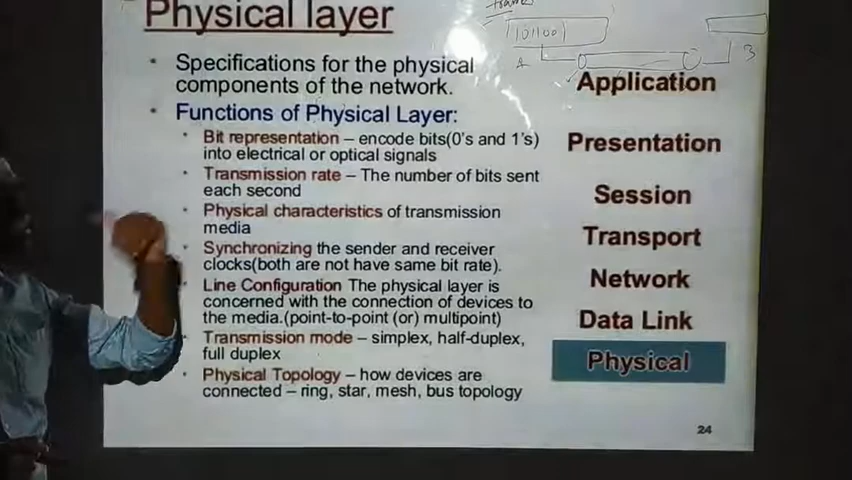 Physical layer
Frame
101100
A
B
• Specifications for the physical
components of the network.
• Functions of Physical Layer:
• Bit representation – encode bits(0's and 1's)
into electrical or optical signals
• Transmission rate – The number of bits sent
each second
• Physical characteristics of transmission
media
• Synchronizing the sender and receiver
clocks(both are not have same bit rate).
• Line Configuration The physical layer is
concerned with the connection of devices to
the media.(point-to-point (or) multipoint)
• Transmission mode – simplex, half-duplex,
full duplex
• Physical Topology – how devices are
connected – ring, star, mesh, bus topology
Application
Presentation
Session
Transport
Network
Data Link
Physical
24